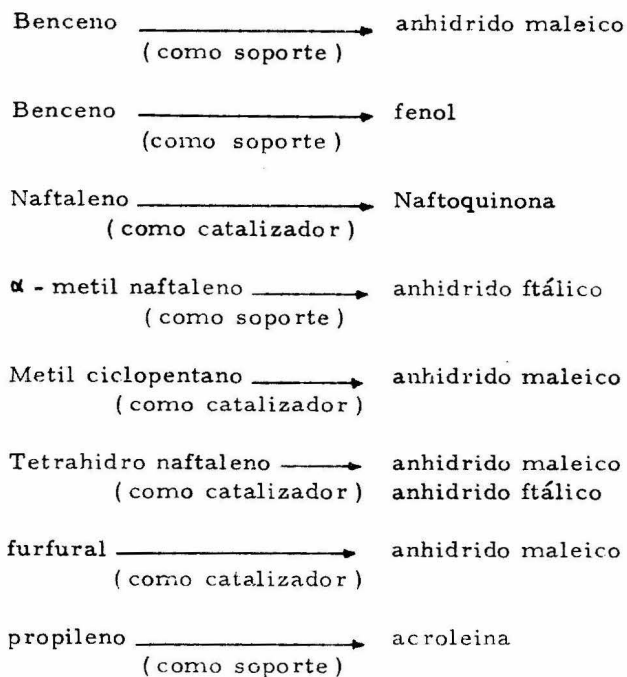 Benceno anhidrido maleico
( como soporte )
Benceno fenol
(como soporte)
Naftaleno Naftoquinona
( como catalizador )
α - metil naftaleno anhidrido ftálico
( como soporte )
Metil ciclopentano anhidrido maleico
( como catalizador )
Tetrahidro naftaleno anhidrido maleico
( como catalizador ) anhidrido ftálico
furfural anhidrido maleico
( como catalizador )
propileno acroleina
(como soporte )